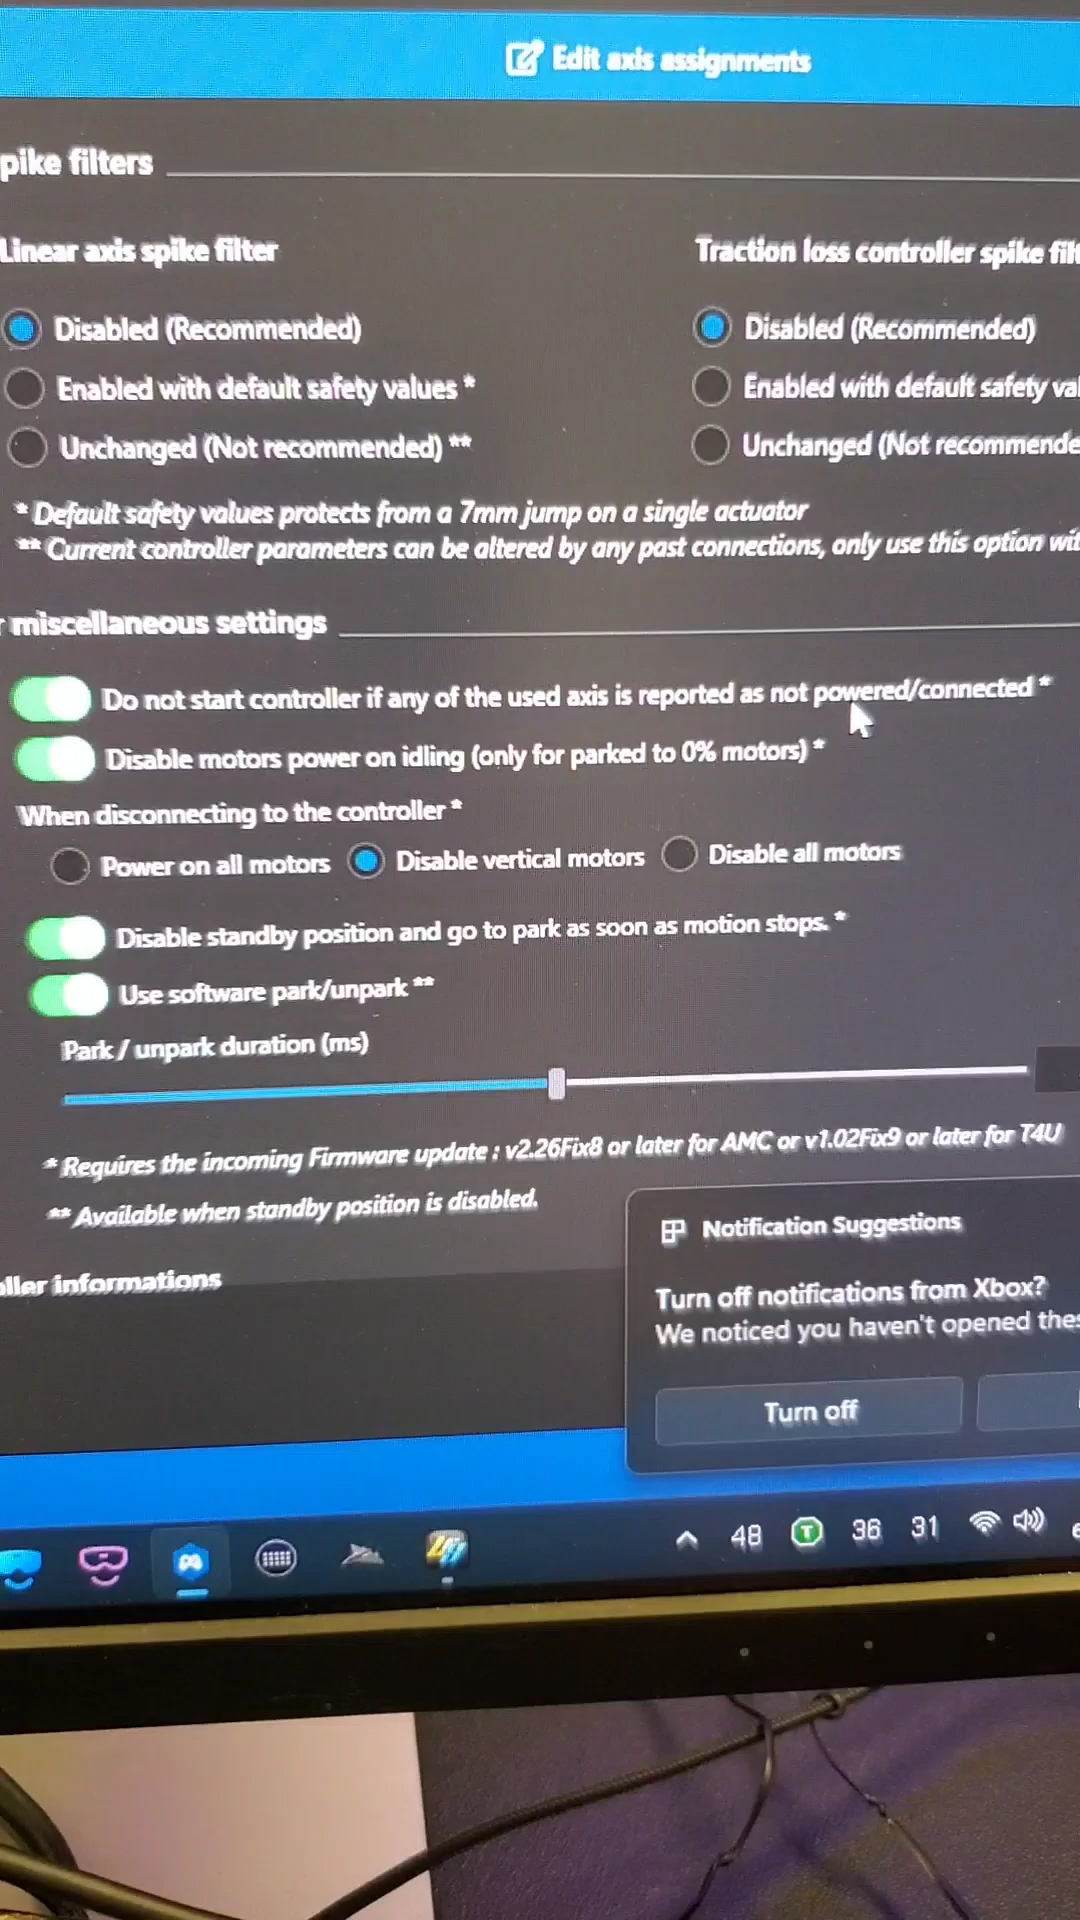 Edit axis assignments
pike filters
Linear axis spike filter
Traction loss controller spike filt
Disabled (Recommended)
Disabled (Recommended)
Enabled with default safety values *
Enabled with default safety val
Unchanged (Not recommended) **
Unchanged (Not recommende
* Default safety values protects from a 7mm jump on a single actuator
** Current controller parameters can be altered by any past connections, only use this option wit
r miscellaneous settings
Do not start controller if any of the used axis is reported as not powered/connected *
Disable motors power on idling (only for parked to 0% motors) *
When disconnecting to the controller *
Power on all motors Disable vertical motors Disable all motors
Disable standby position and go to park as soon as motion stops. *
Use software park/unpark **
Park / unpark duration (ms)
* Requires the incoming Firmware update : v2.26Fix8 or later for AMC or v1.02Fix9 or later for T4U
** Available when standby position is disabled.
Notification Suggestions
ller informations
Turn off notifications from Xbox?
We noticed you haven't opened thes
Turn off
48 T 36 31